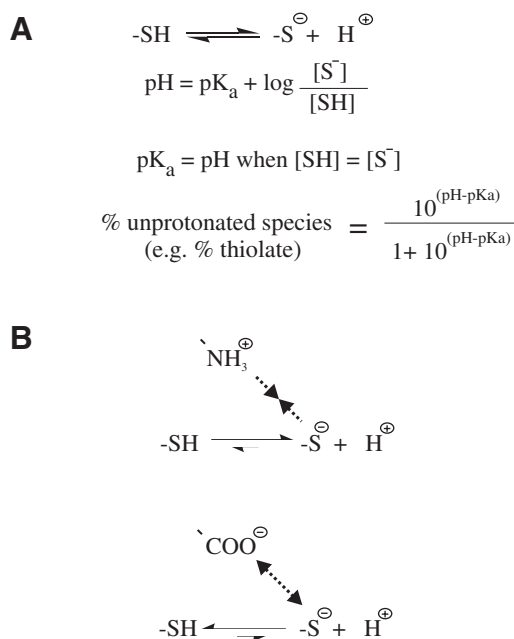 A
-SH ⇌ -S⊖ + H⊕
pH = pKa + log [S⁻]/[SH]
pKa = pH when [SH] = [S⁻]
% unprotonated species
(e.g. % thiolate) = 10^(pH-pKa) / 1+ 10^(pH-pKa)
B
NH₃⊕
-SH ⇌ -S⊖ + H⊕
COO⊖
-SH ⇌ -S⊖ + H⊕